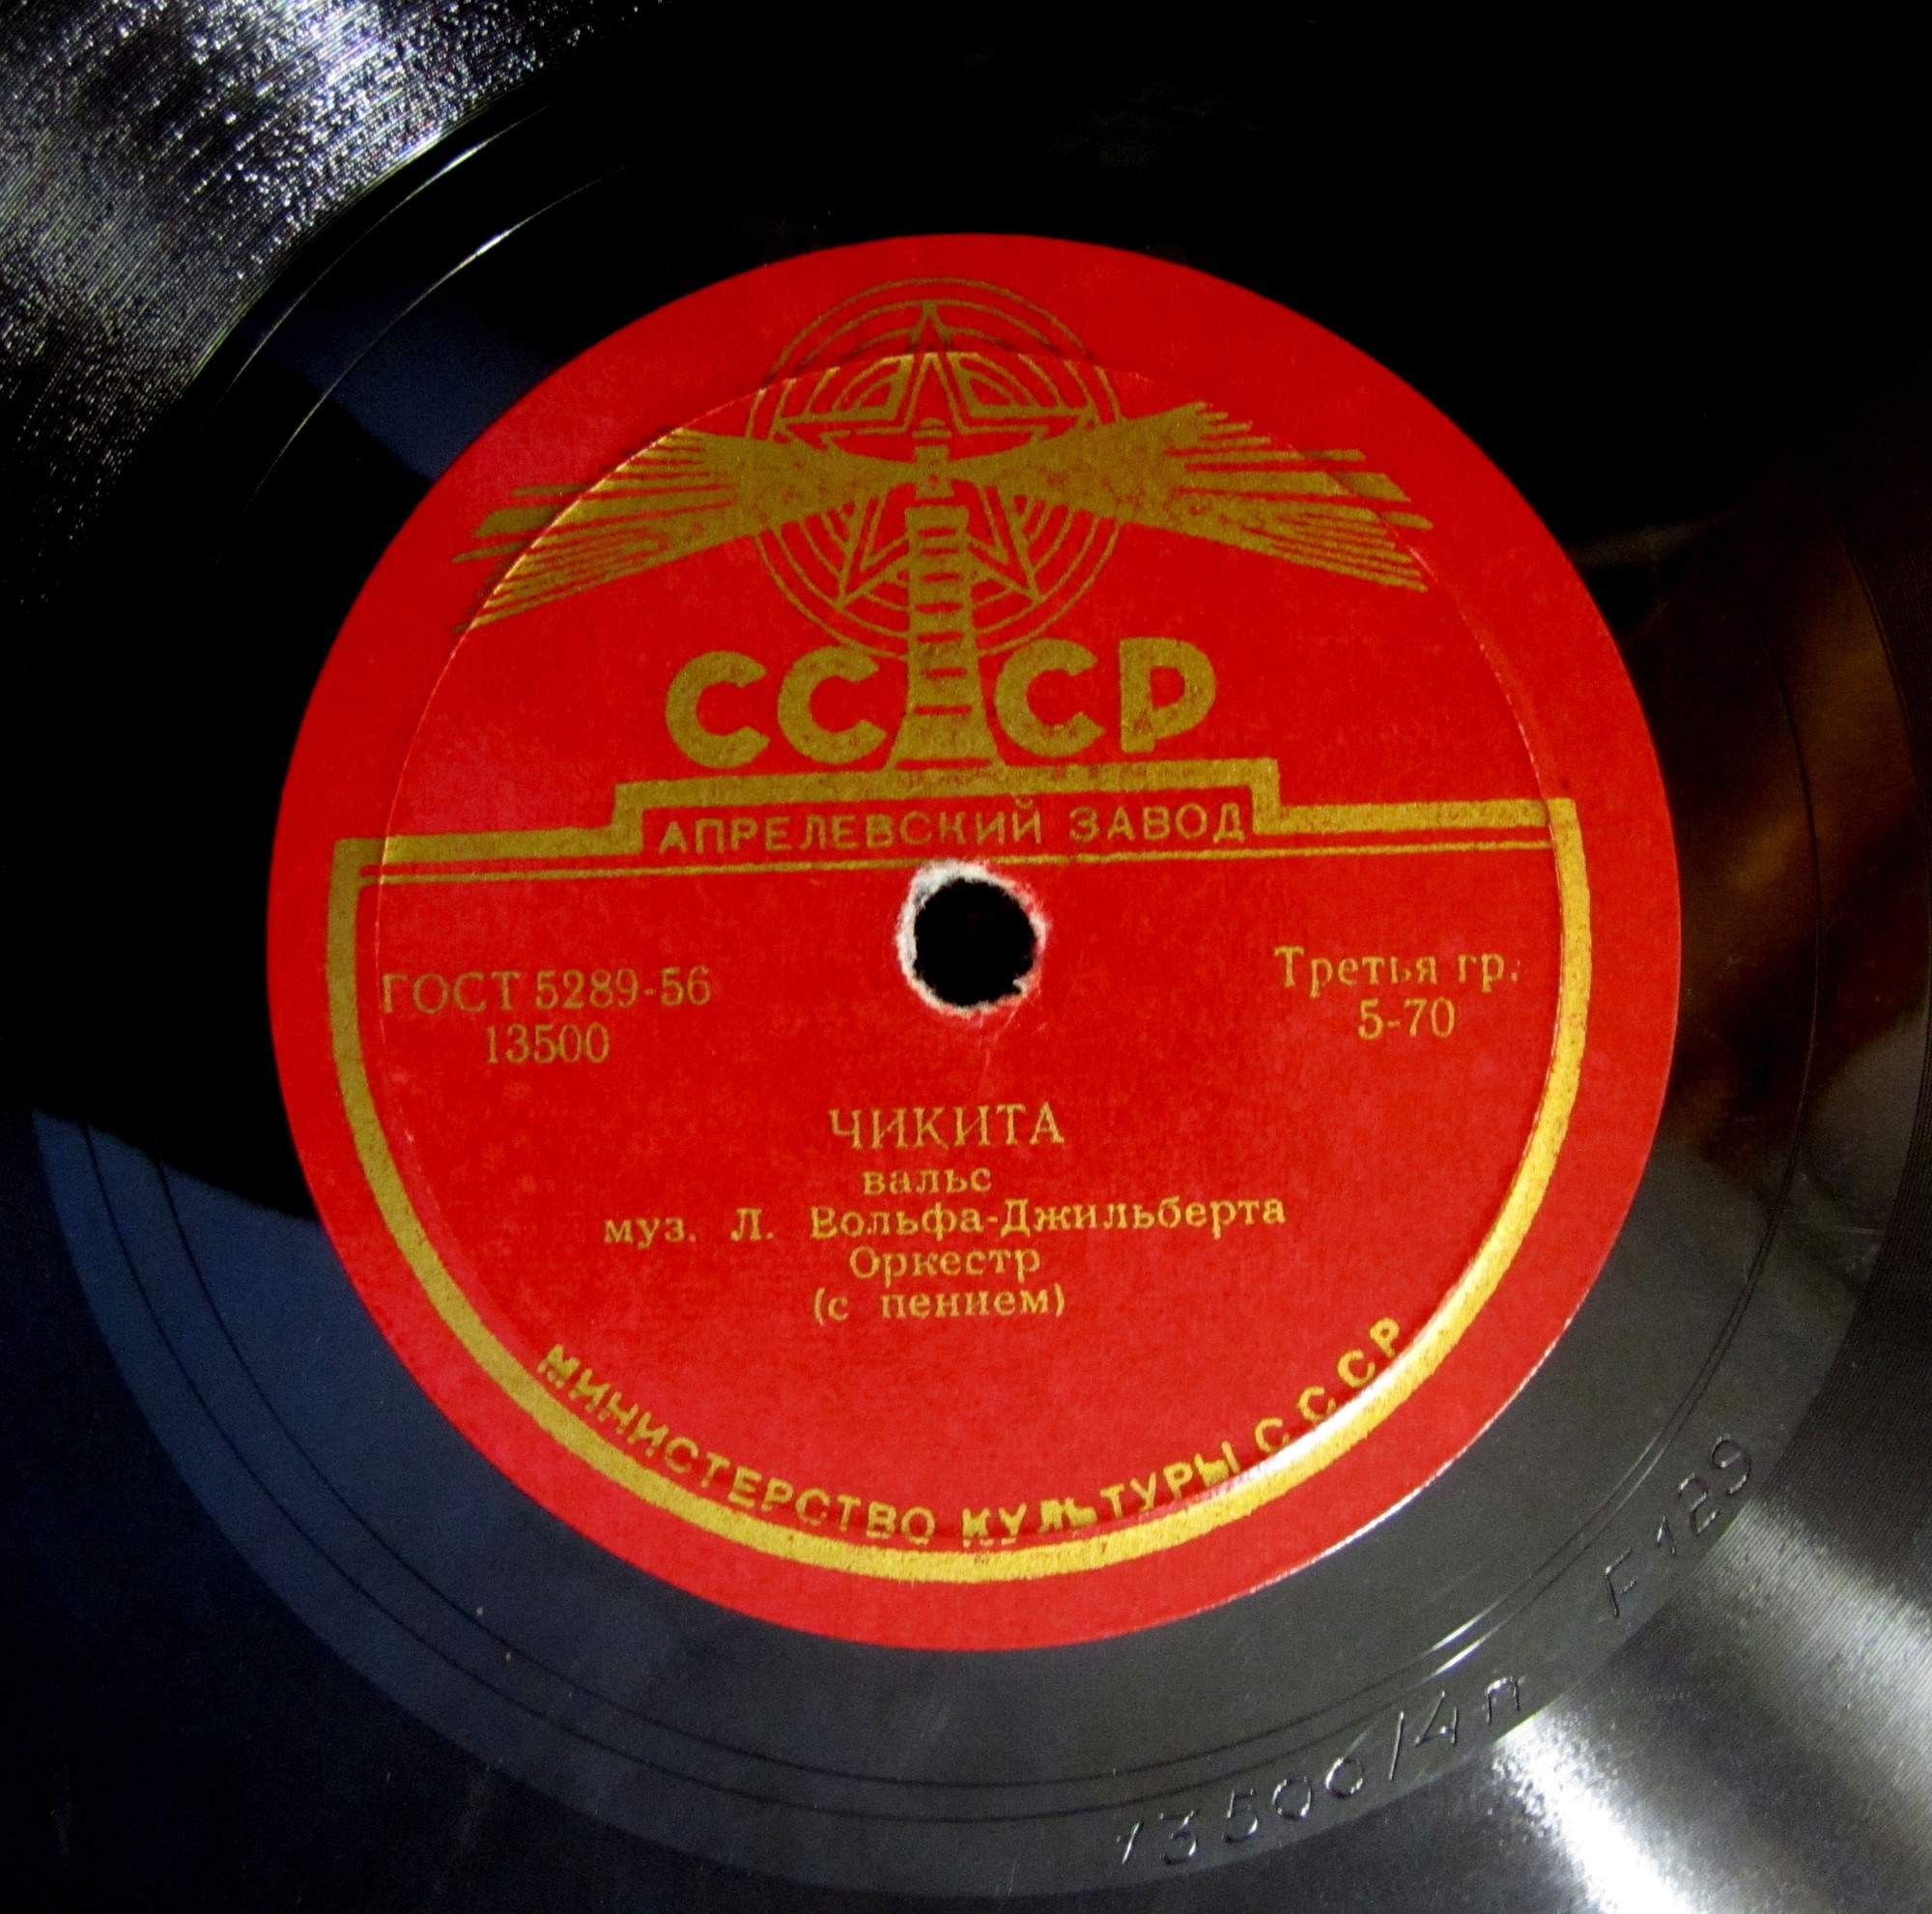 СССР
АПРЕЛЕВСКИЙ ЗАВОД
ГОСТ 5289-56
13500
Третья гр.
5-70
ЧИКИТА
вальс
муз. Л. Вольфа-Джильберта
Оркестр
(с пением)
МИНИСТЕРСТВО КУЛЬТУРЫ СССР
13500/4п F129